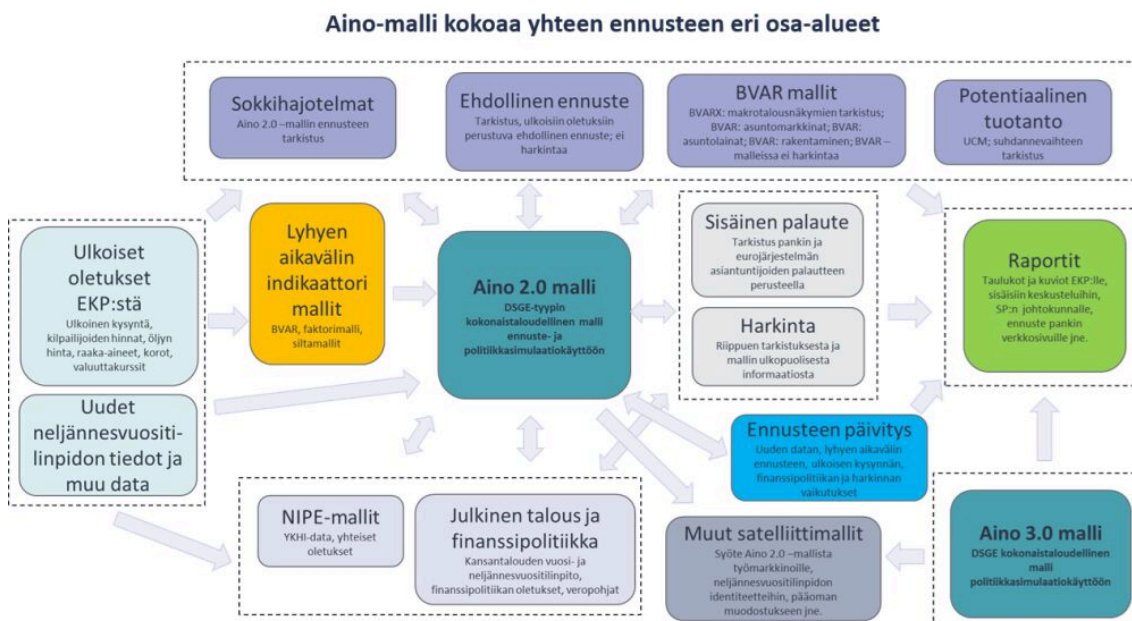 Aino-malli kokoaa yhteen ennusteen eri osa-alueet
Sokkihajotelmat
Aino 2.0 –mallin ennusteen
tarkistus
Ehdollinen ennuste
Tarkistus, ulkoisiin oletuksiin
perustuva ehdollinen ennuste; ei
harkintaa
BVAR mallit
BVARX: makrotalousnäkymien tarkistus;
BVAR: asuntomarkkinat; BVAR:
asuntolainat; BVAR: rakentaminen; BVAR –
malleissa ei harkintaa
Potentiaalinen
tuotanto
UCM; suhdannevaihteen
tarkistus
Ulkoiset
oletukset
EKP:stä
Ulkoinen kysyntä,
kilpailijoiden hinnat, öljyn
hinta, raaka-aineet, korot,
valuuttakurssit
Uudet
neljännesvuositi-
linpidon tiedot ja
muu data
Lyhyen
aikavälin
indikaattori
mallit
BVAR, faktorimalli,
siltamallit
Aino 2.0 malli
DSGE-tyypin
kokonaistaloudellinen malli
ennuste- ja
politiikkasimulaatiokäyttöön
Sisäinen palaute
Tarkistus pankin ja
eurojärjestelmän
asiantuntijoiden palautteen
perusteella
Harkinta
Riippuen tarkistuksesta ja
mallin ulkopuolisesta
informaatiosta
Raportit
Taulukot ja kuviot EKP:lle,
sisäisiin keskusteluihin,
SP:n johtokunnalle,
ennuste pankin
verkkosivuille jne.
Ennusteen päivitys
Uuden datan, lyhyen aikavälin
ennusteen, ulkoisen kysynnän,
finanssipolitiikan ja harkinnan
vaikutukset
NIPE-mallit
YKHI-data, yhteiset
oletukset
Julkinen talous ja
finanssipolitiikka
Kansantalouden vuosi- ja
neljännesvuositilinpito,
finanssipolitiikan oletukset, veropohjat
Muut satelliittimallit
Syöte Aino 2.0 –mallista
työmarkkinoille,
neljännesvuositilinpidon
identiteetteihin, pääoman
muodostukseen jne.
Aino 3.0 malli
DSGE kokonaistaloudellinen
malli
politiikkasimulaatiokäyttöön